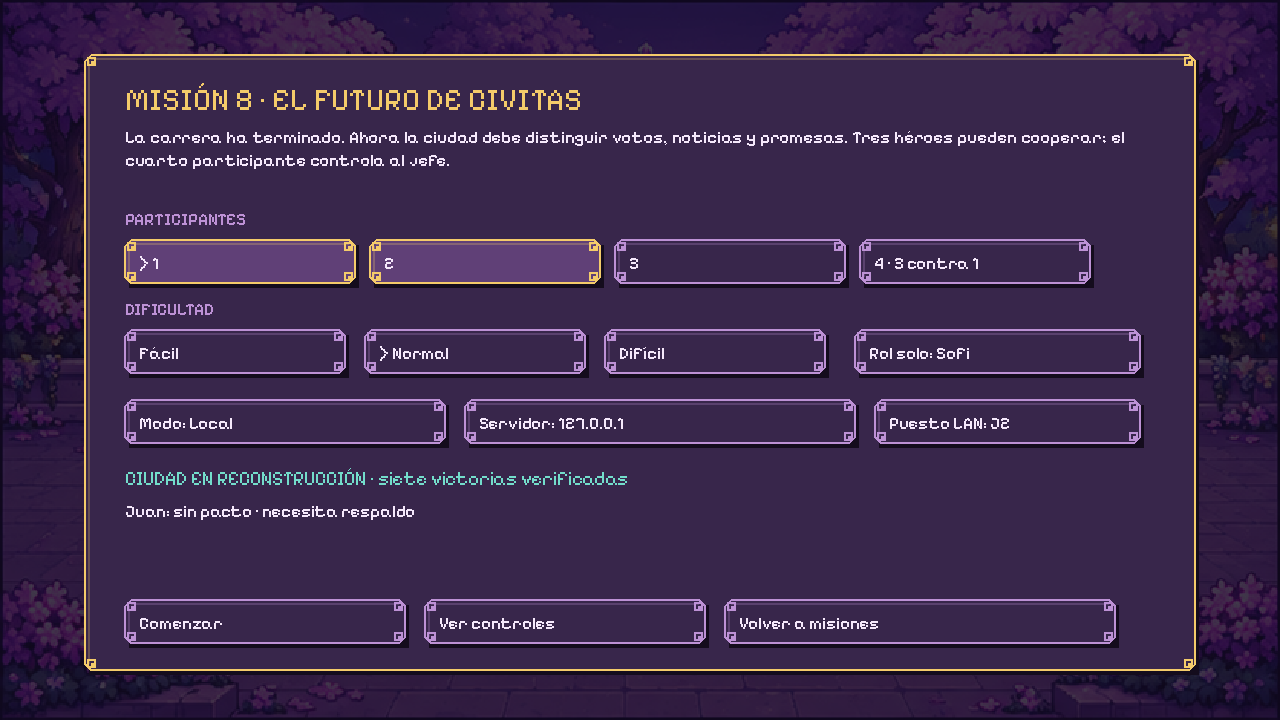 MISIÓN 8 · EL FUTURO DE CIVITAS
La carrera ha terminado. Ahora la ciudad debe distinguir votos, noticias y promesas. Tres héroes pueden cooperar; el
cuarto participante controla al jefe.
PARTICIPANTES
> 1
2
3
4 · 3 contra 1
DIFICULTAD
Fácil
> Normal
Difícil
Rol solo: Sofi
Modo: Local
Servidor: 127.0.0.1
Puesto LAN: J2
CIUDAD EN RECONSTRUCCIÓN · siete victorias verificadas
Juan: sin pacto · necesita respaldo
Comenzar
Ver controles
Volver a misiones